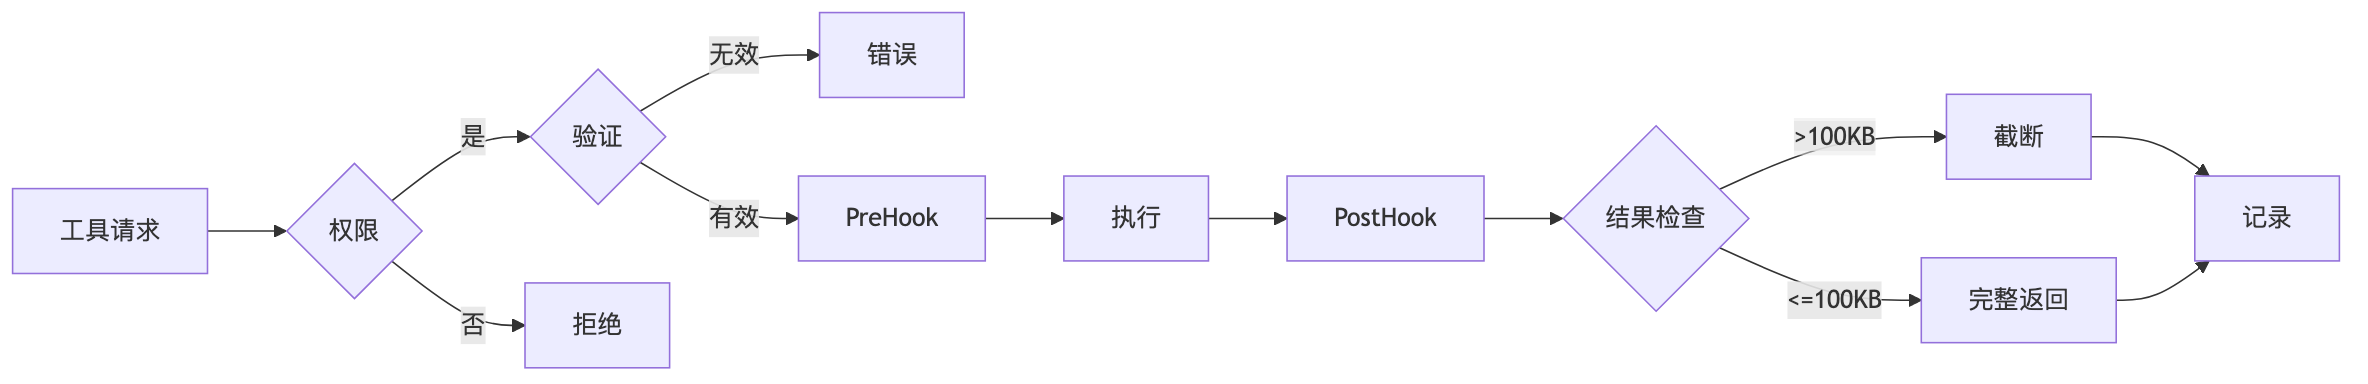 工具请求
权限
是
否
拒绝
验证
无效
错误
有效
PreHook
执行
PostHook
结果检查
>100KB
截断
<=100KB
完整返回
记录